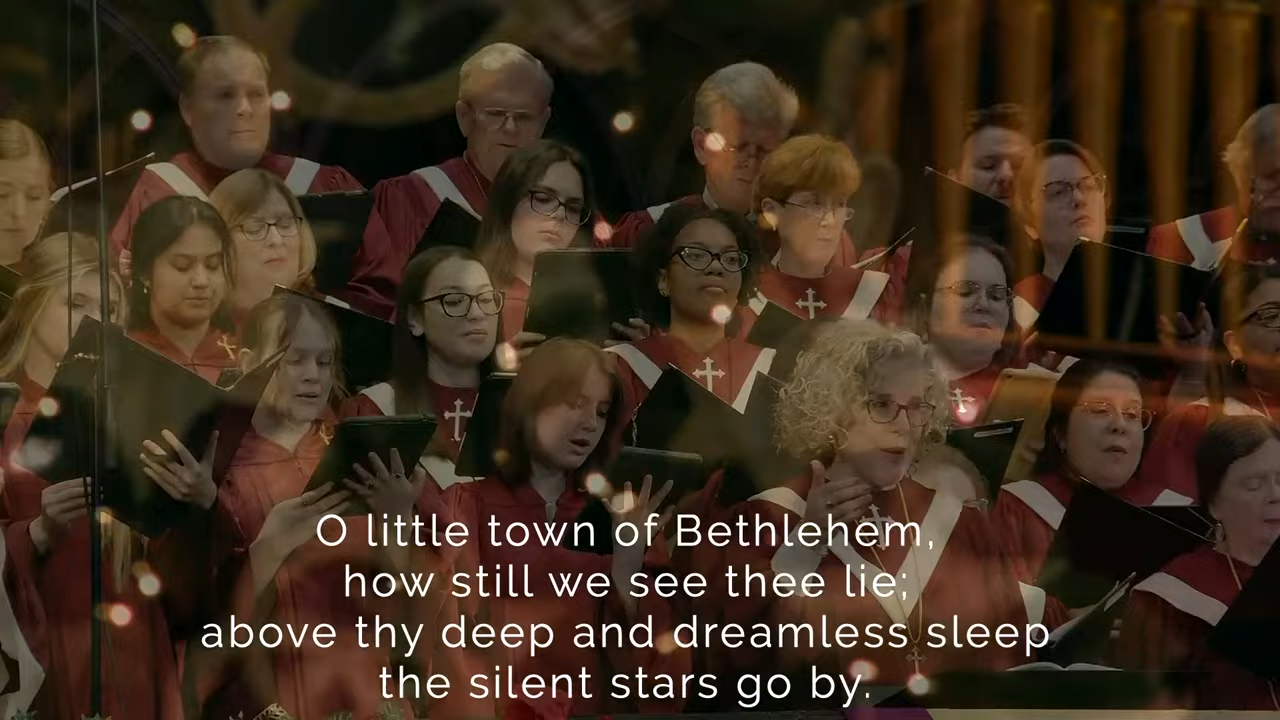 O little town of Bethlehem,
how still we see thee lie;
above thy deep and dreamless sleep
the silent stars go by.